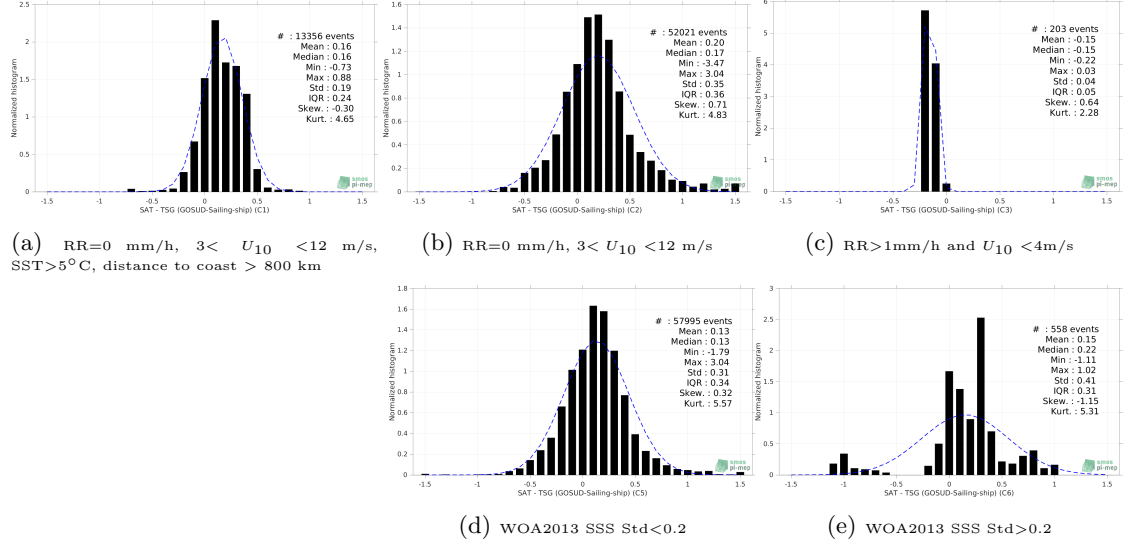 2.5
2
1.5
1
0.5
0
-1.5 -1 -0.5 0 0.5 1 1.5
Normalized histogram
SAT - TSG (GOSUD-Sailing-ship) (C1)
# : 13356 events
Mean : 0.16
Median : 0.16
Min : -0.73
Max : 0.88
Std : 0.19
IQR : 0.24
Skew. : -0.30
Kurt. : 4.65
smos
pi-mep
(a) RR=0 mm/h, 3< U10 <12 m/s,
SST>5°C, distance to coast > 800 km
1.6
1.4
1.2
1
0.8
0.6
0.4
0.2
0
-1.5 -1 -0.5 0 0.5 1 1.5
Normalized histogram
SAT - TSG (GOSUD-Sailing-ship) (C2)
# : 52021 events
Mean : 0.20
Median : 0.17
Min : -3.47
Max : 3.04
Std : 0.35
IQR : 0.36
Skew. : 0.71
Kurt. : 4.83
smos
pi-mep
(b) RR=0 mm/h, 3< U10 <12 m/s
6
5
4
3
2
1
0
-1.5 -1 -0.5 0 0.5 1 1.5
Normalized histogram
SAT - TSG (GOSUD-Sailing-ship) (C3)
# : 203 events
Mean : -0.15
Median : -0.15
Min : -0.22
Max : 0.03
Std : 0.04
IQR : 0.05
Skew. : 0.64
Kurt. : 2.28
smos
pi-mep
(c) RR>1mm/h and U10 <4m/s
1.8
1.6
1.4
1.2
1
0.8
0.6
0.4
0.2
0
-1.5 -1 -0.5 0 0.5 1 1.5
Normalized histogram
SAT - TSG (GOSUD-Sailing-ship) (C5)
# : 57995 events
Mean : 0.13
Median : 0.13
Min : -1.79
Max : 3.04
Std : 0.31
IQR : 0.34
Skew. : 0.32
Kurt. : 5.57
smos
pi-mep
(d) WOA2013 SSS Std<0.2
3
2.5
2
1.5
1
0.5
0
-1.5 -1 -0.5 0 0.5 1 1.5
Normalized histogram
SAT - TSG (GOSUD-Sailing-ship) (C6)
# : 558 events
Mean : 0.15
Median : 0.22
Min : -1.11
Max : 1.02
Std : 0.41
IQR : 0.31
Skew. : -1.15
Kurt. : 5.31
smos
pi-mep
(e) WOA2013 SSS Std>0.2